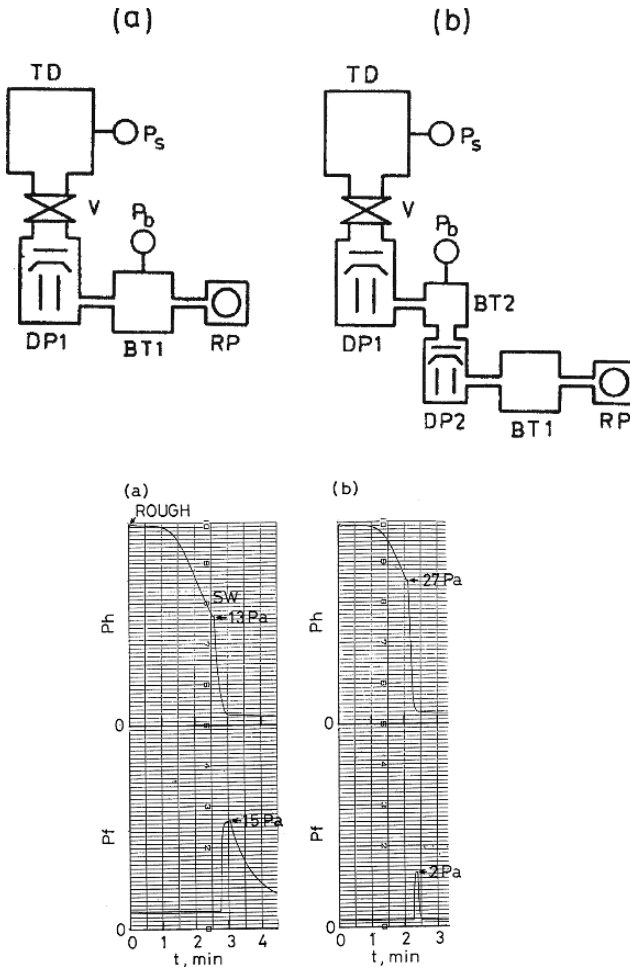 (a)
TD
Ps
V
Pb
DP1
BT1
RP
(b)
TD
Ps
V
Pb
BT2
DP1
DP2
BT1
RP
(a)
ROUGH
SW
13 Pa
Ph
0
15 Pa
Pf
0
0 1 2 3 4
t, min
(b)
27 Pa
Ph
0
2 Pa
Pf
0
0 1 2 3
t, min